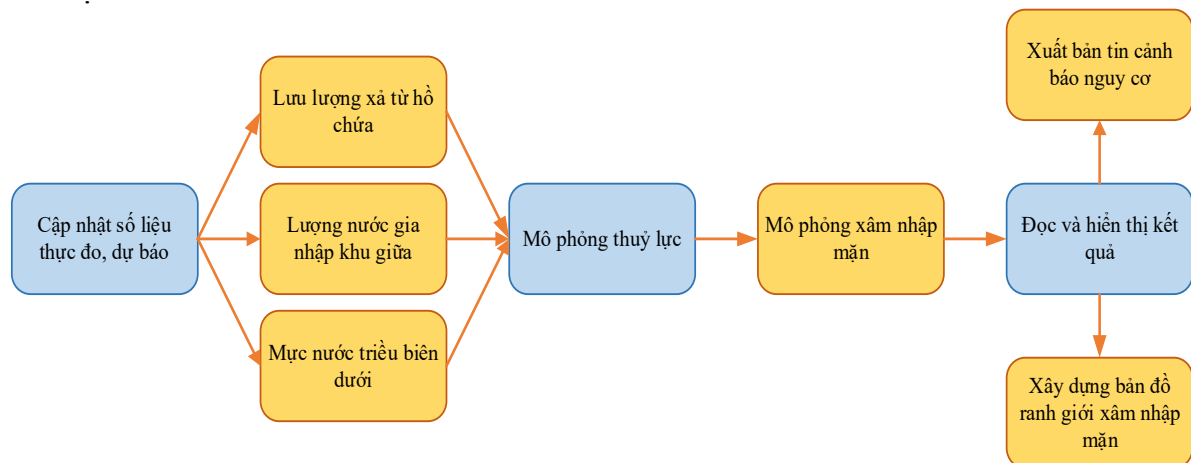 Cập nhật số liệu
thực đo, dự báo
Lưu lượng xả từ hồ
chứa
Lượng nước gia
nhập khu giữa
Mực nước triều biên
dưới
Mô phỏng thuỷ lực
Mô phỏng xâm nhập
mặn
Đọc và hiển thị kết
quả
Xuất bản tin cảnh
báo nguy cơ
Xây dựng bản đồ
ranh giới xâm nhập
mặn